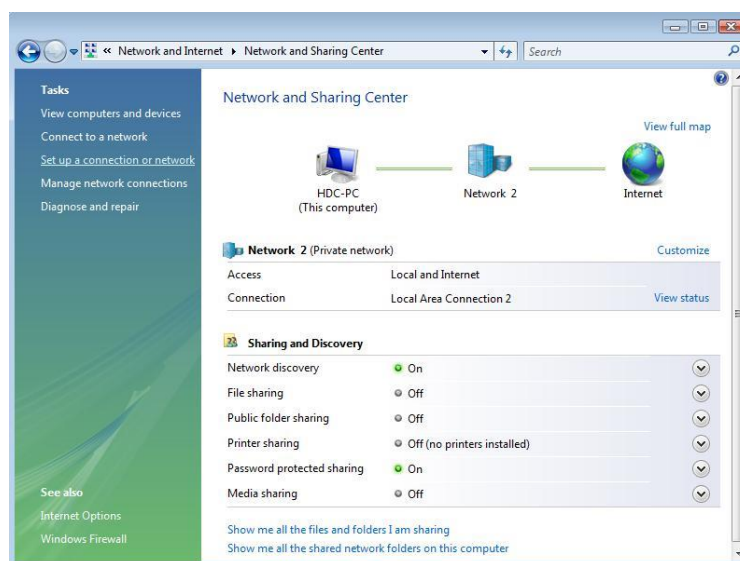 « Network and Internet ▸ Network and Sharing Center
Search
Tasks
View computers and devices
Connect to a network
Set up a connection or network
Manage network connections
Diagnose and repair
See also
Internet Options
Windows Firewall
Network and Sharing Center
View full map
HDC-PC
(This computer)
Network 2
Internet
Network 2 (Private network) Customize
Access Local and Internet
Connection Local Area Connection 2 View status
Sharing and Discovery
Network discovery On
File sharing Off
Public folder sharing Off
Printer sharing Off (no printers installed)
Password protected sharing On
Media sharing Off
Show me all the files and folders I am sharing
Show me all the shared network folders on this computer